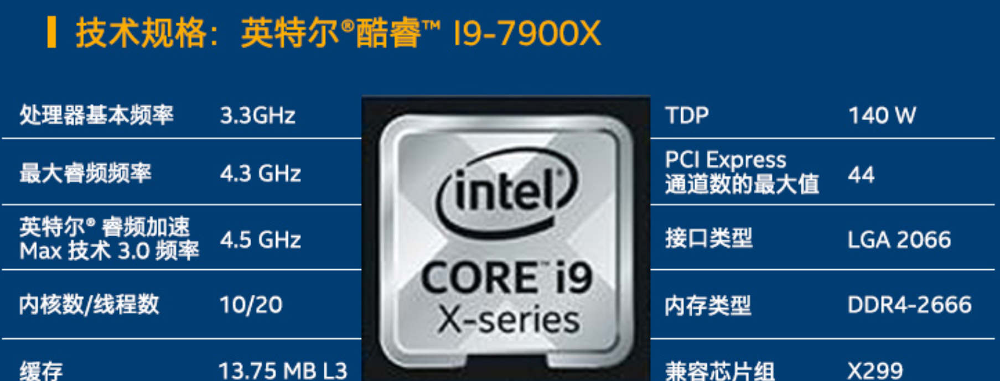 技术规格：英特尔®酷睿™ I9-7900X
处理器基本频率 3.3GHz
最大睿频频率 4.3 GHz
英特尔® 睿频加速
Max 技术 3.0 频率 4.5 GHz
内核数/线程数 10/20
缓存 13.75 MB L3
intel®
CORE™ i9
X-series
TDP 140 W
PCI Express
通道数的最大值 44
接口类型 LGA 2066
内存类型 DDR4-2666
兼容芯片组 X299